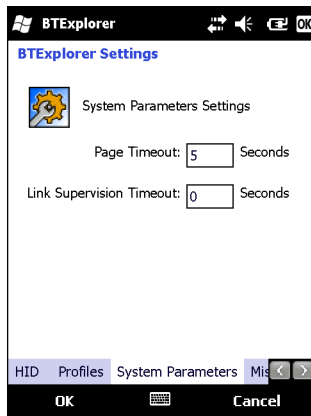 BTExplorer OK
BTExplorer Settings
System Parameters Settings
Page Timeout: 5 Seconds
Link Supervision Timeout: 0 Seconds
HID Profiles System Parameters Mis
OK Cancel